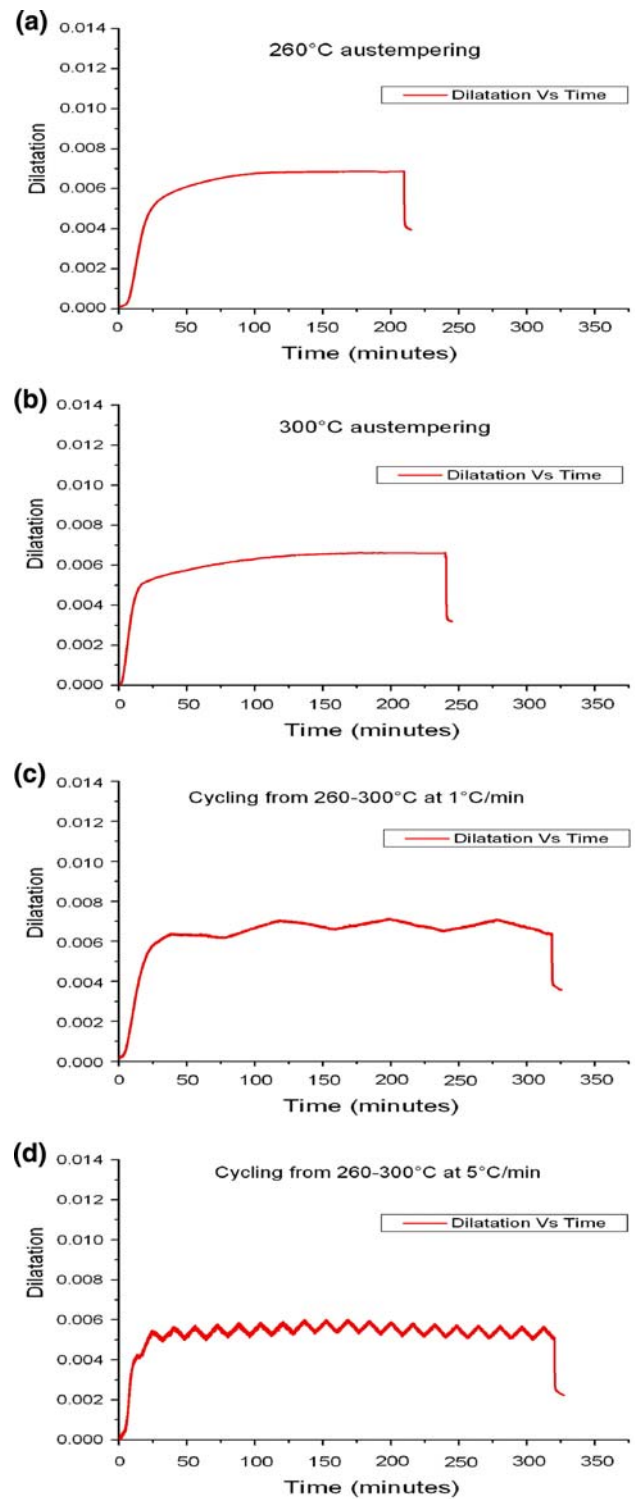 (a)
0.014
0.012
0.010
0.008
0.006
0.004
0.002
0.000
Dilatation
260°C austempering
Dilatation Vs Time
0 50 100 150 200 250 300 350
Time (minutes)
(b)
0.014
0.012
0.010
0.008
0.006
0.004
0.002
0.000
Dilatation
300°C austempering
Dilatation Vs Time
0 50 100 150 200 250 300 350
Time (minutes)
(c)
0.014
0.012
0.010
0.008
0.006
0.004
0.002
0.000
Dilatation
Cycling from 260-300°C at 1°C/min
Dilatation Vs Time
0 50 100 150 200 250 300 350
Time (minutes)
(d)
0.014
0.012
0.010
0.008
0.006
0.004
0.002
0.000
Dilatation
Cycling from 260-300°C at 5°C/min
Dilatation Vs Time
0 50 100 150 200 250 300 350
Time (minutes)